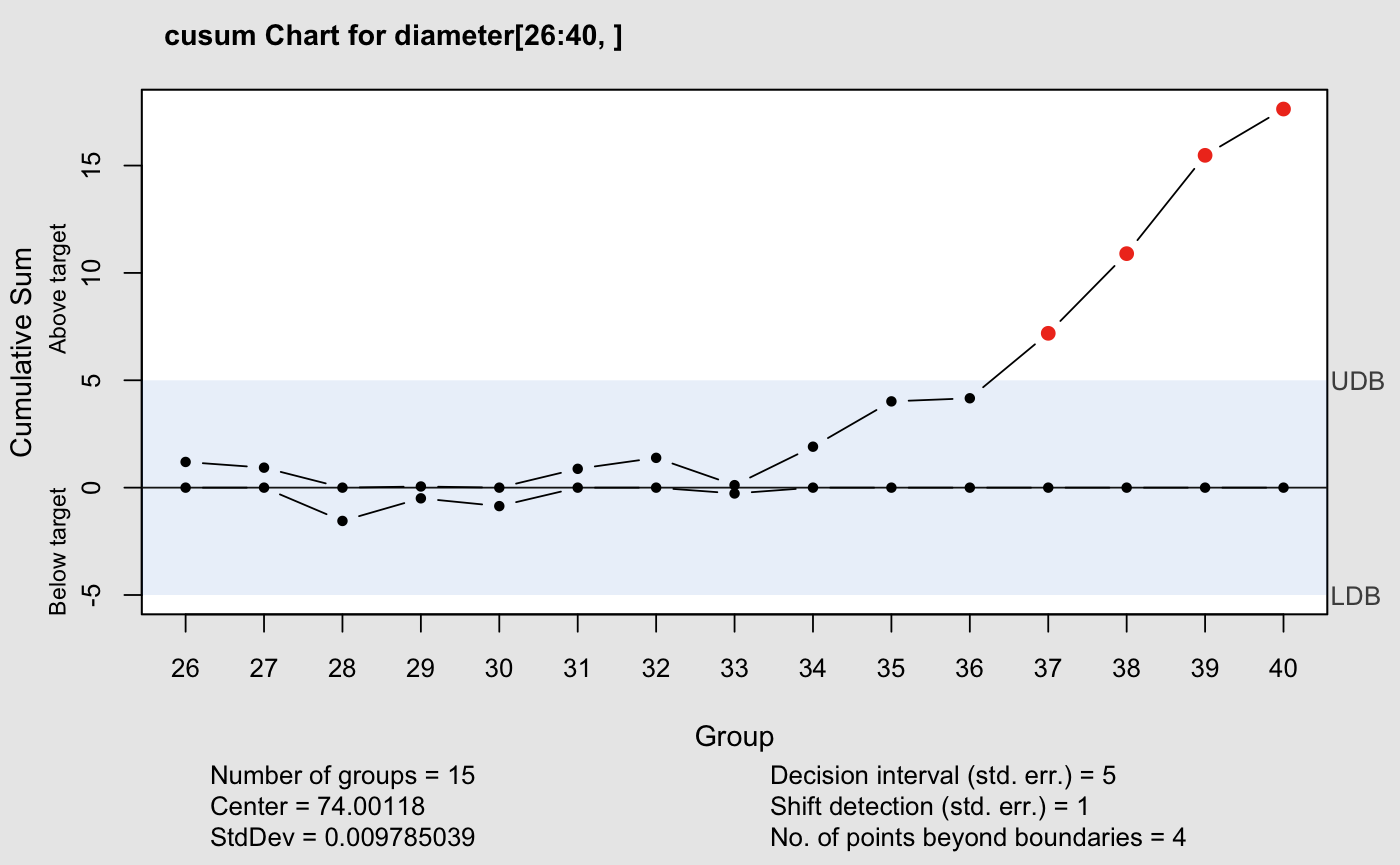 cusum Chart for diameter[26:40, ]
Cumulative Sum
Above target
Below target
15
10
5
0
-5
UDB
LDB
26 27 28 29 30 31 32 33 34 35 36 37 38 39 40
Group
Number of groups = 15
Center = 74.00118
StdDev = 0.009785039
Decision interval (std. err.) = 5
Shift detection (std. err.) = 1
No. of points beyond boundaries = 4